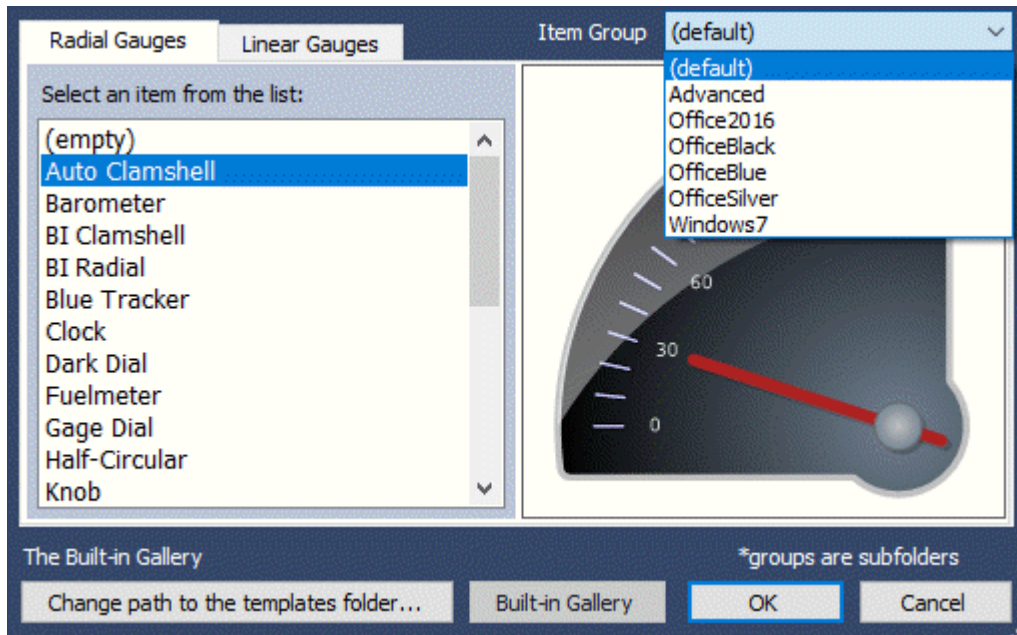 Radial Gauges
Linear Gauges
Item Group
(default)
(default)
Advanced
Office2016
OfficeBlack
OfficeBlue
OfficeSilver
Windows7
Select an item from the list:
(empty)
Auto Clamshell
Barometer
BI Clamshell
BI Radial
Blue Tracker
Clock
Dark Dial
Fuelmeter
Gage Dial
Half-Circular
Knob
60
30
0
The Built-in Gallery
*groups are subfolders
Change path to the templates folder...
Built-in Gallery
OK
Cancel